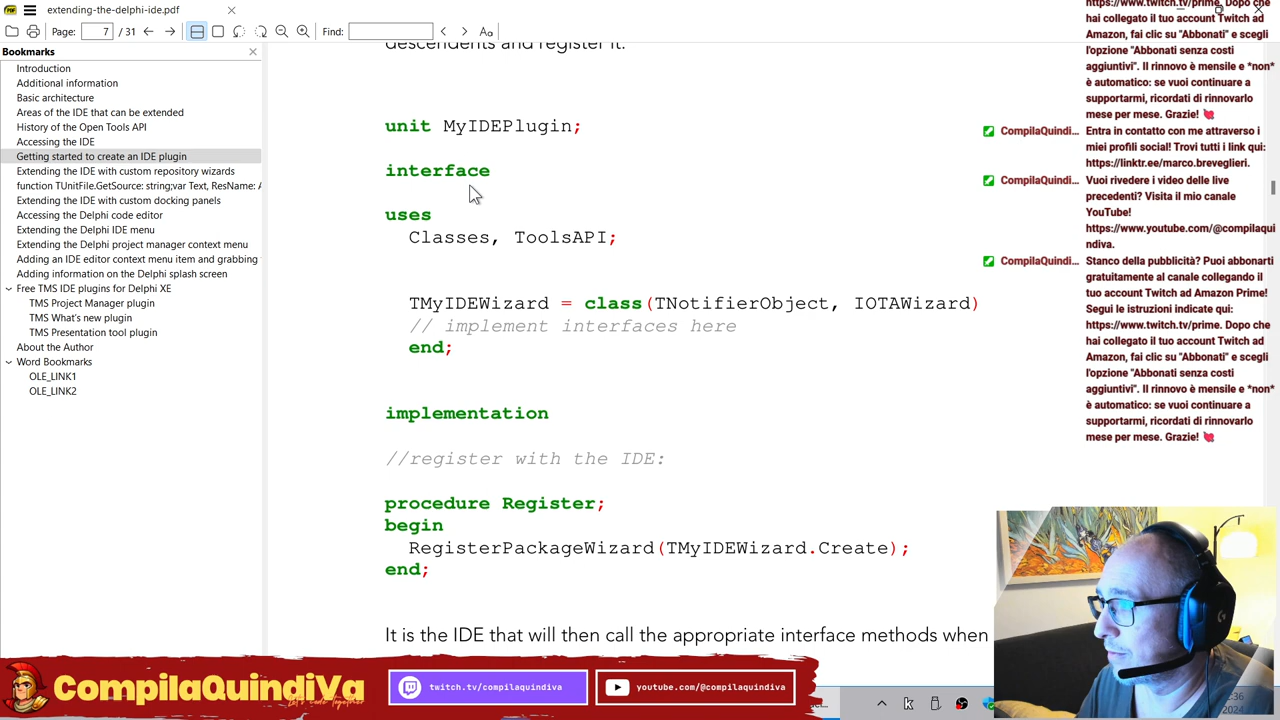 extending-the-delphi-ide.pdf
Page: 7 / 31
Find:
Bookmarks
Introduction
Additional information
Basic architecture
Areas of the IDE that can be extended
History of the Open Tools API
Accessing the IDE
Getting started to create an IDE plugin
Extending the IDE with custom repository wizards
function TUnitFile.GetSource: string;var Text, ResName: A
Extending the IDE with custom docking panels
Accessing the Delphi code editor
Extending the Delphi IDE menu
Extending the Delphi project manager context menu
Adding an IDE editor context menu item and grabbing
Adding information on the Delphi splash screen
Free TMS IDE plugins for Delphi XE
TMS Project Manager plugin
TMS What's new plugin
TMS Presentation tool plugin
About the Author
Word Bookmarks
OLE_LINK1
OLE_LINK2
descendents and register it.
unit MyIDEPlugin;
interface
uses
Classes, ToolsAPI;
TMyIDEWizard = class(TNotifierObject, IOTAWizard)
// implement interfaces here
end;
implementation
//register with the IDE:
procedure Register;
begin
RegisterPackageWizard(TMyIDEWizard.Create);
end;
It is the IDE that will then call the appropriate interface methods when
https://www.twitch.tv/prime. Dopo che
hai collegato il tuo account Twitch ad
Amazon, fai clic su "Abbonati" e scegli
l'opzione "Abbonati senza costi
aggiuntivi". Il rinnovo è mensile e *non*
è automatico: se vuoi continuare a
supportarmi, ricordati di rinnovarlo
mese per mese. Grazie! 💘
CompilaQuindi... Entra in contatto con me attraverso i
miei profili social! Trovi tutti i link qui:
https://linktr.ee/marco.breveglieri.
CompilaQuindi... Vuoi rivedere i video delle live
precedenti? Visita il mio canale
YouTube!
https://www.youtube.com/@compilaqui
ndiva.
CompilaQuindi... Stanco della pubblicità? Puoi abbonarti
gratuitamente al canale collegando il
tuo account Twitch ad Amazon Prime!
Segui le istruzioni indicate qui:
https://www.twitch.tv/prime. Dopo che
hai collegato il tuo account Twitch ad
Amazon, fai clic su "Abbonati" e scegli
l'opzione "Abbonati senza costi
aggiuntivi". Il rinnovo è mensile e *non*
è automatico: se vuoi continuare a
supportarmi, ricordati di rinnovarlo
mese per mese. Grazie! 💘
CompilaQuindiVa
Let's code Together
twitch.tv/compilaquindiva
youtube.com/@compilaquindiva